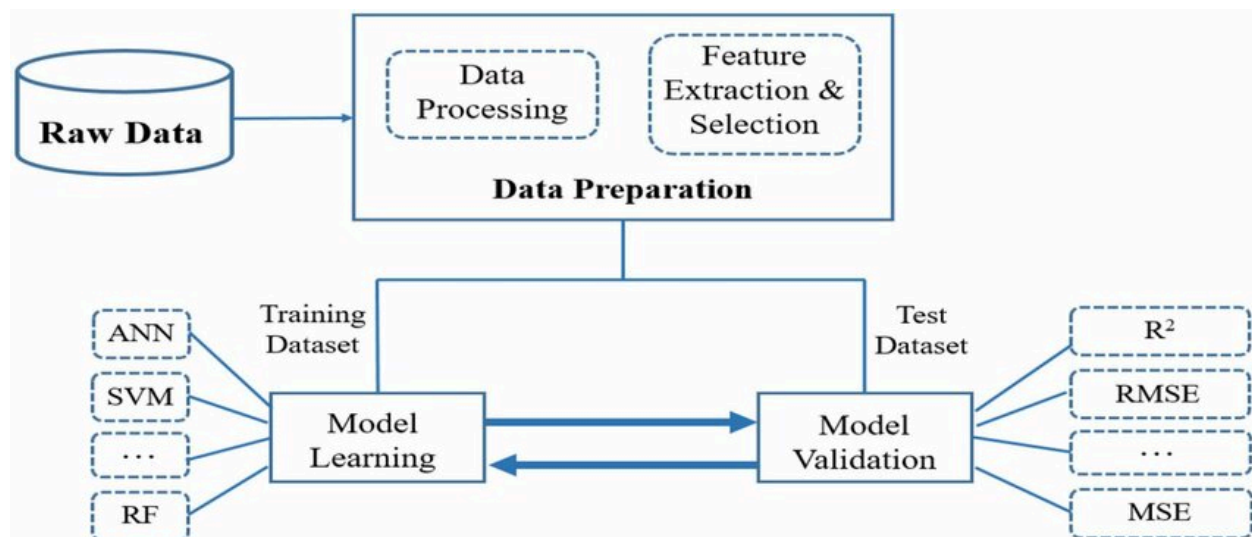 Raw Data
Data
Processing
Feature
Extraction &
Selection
Data Preparation
Training
Dataset
Test
Dataset
ANN
SVM
...
RF
Model
Learning
Model
Validation
R²
RMSE
...
MSE